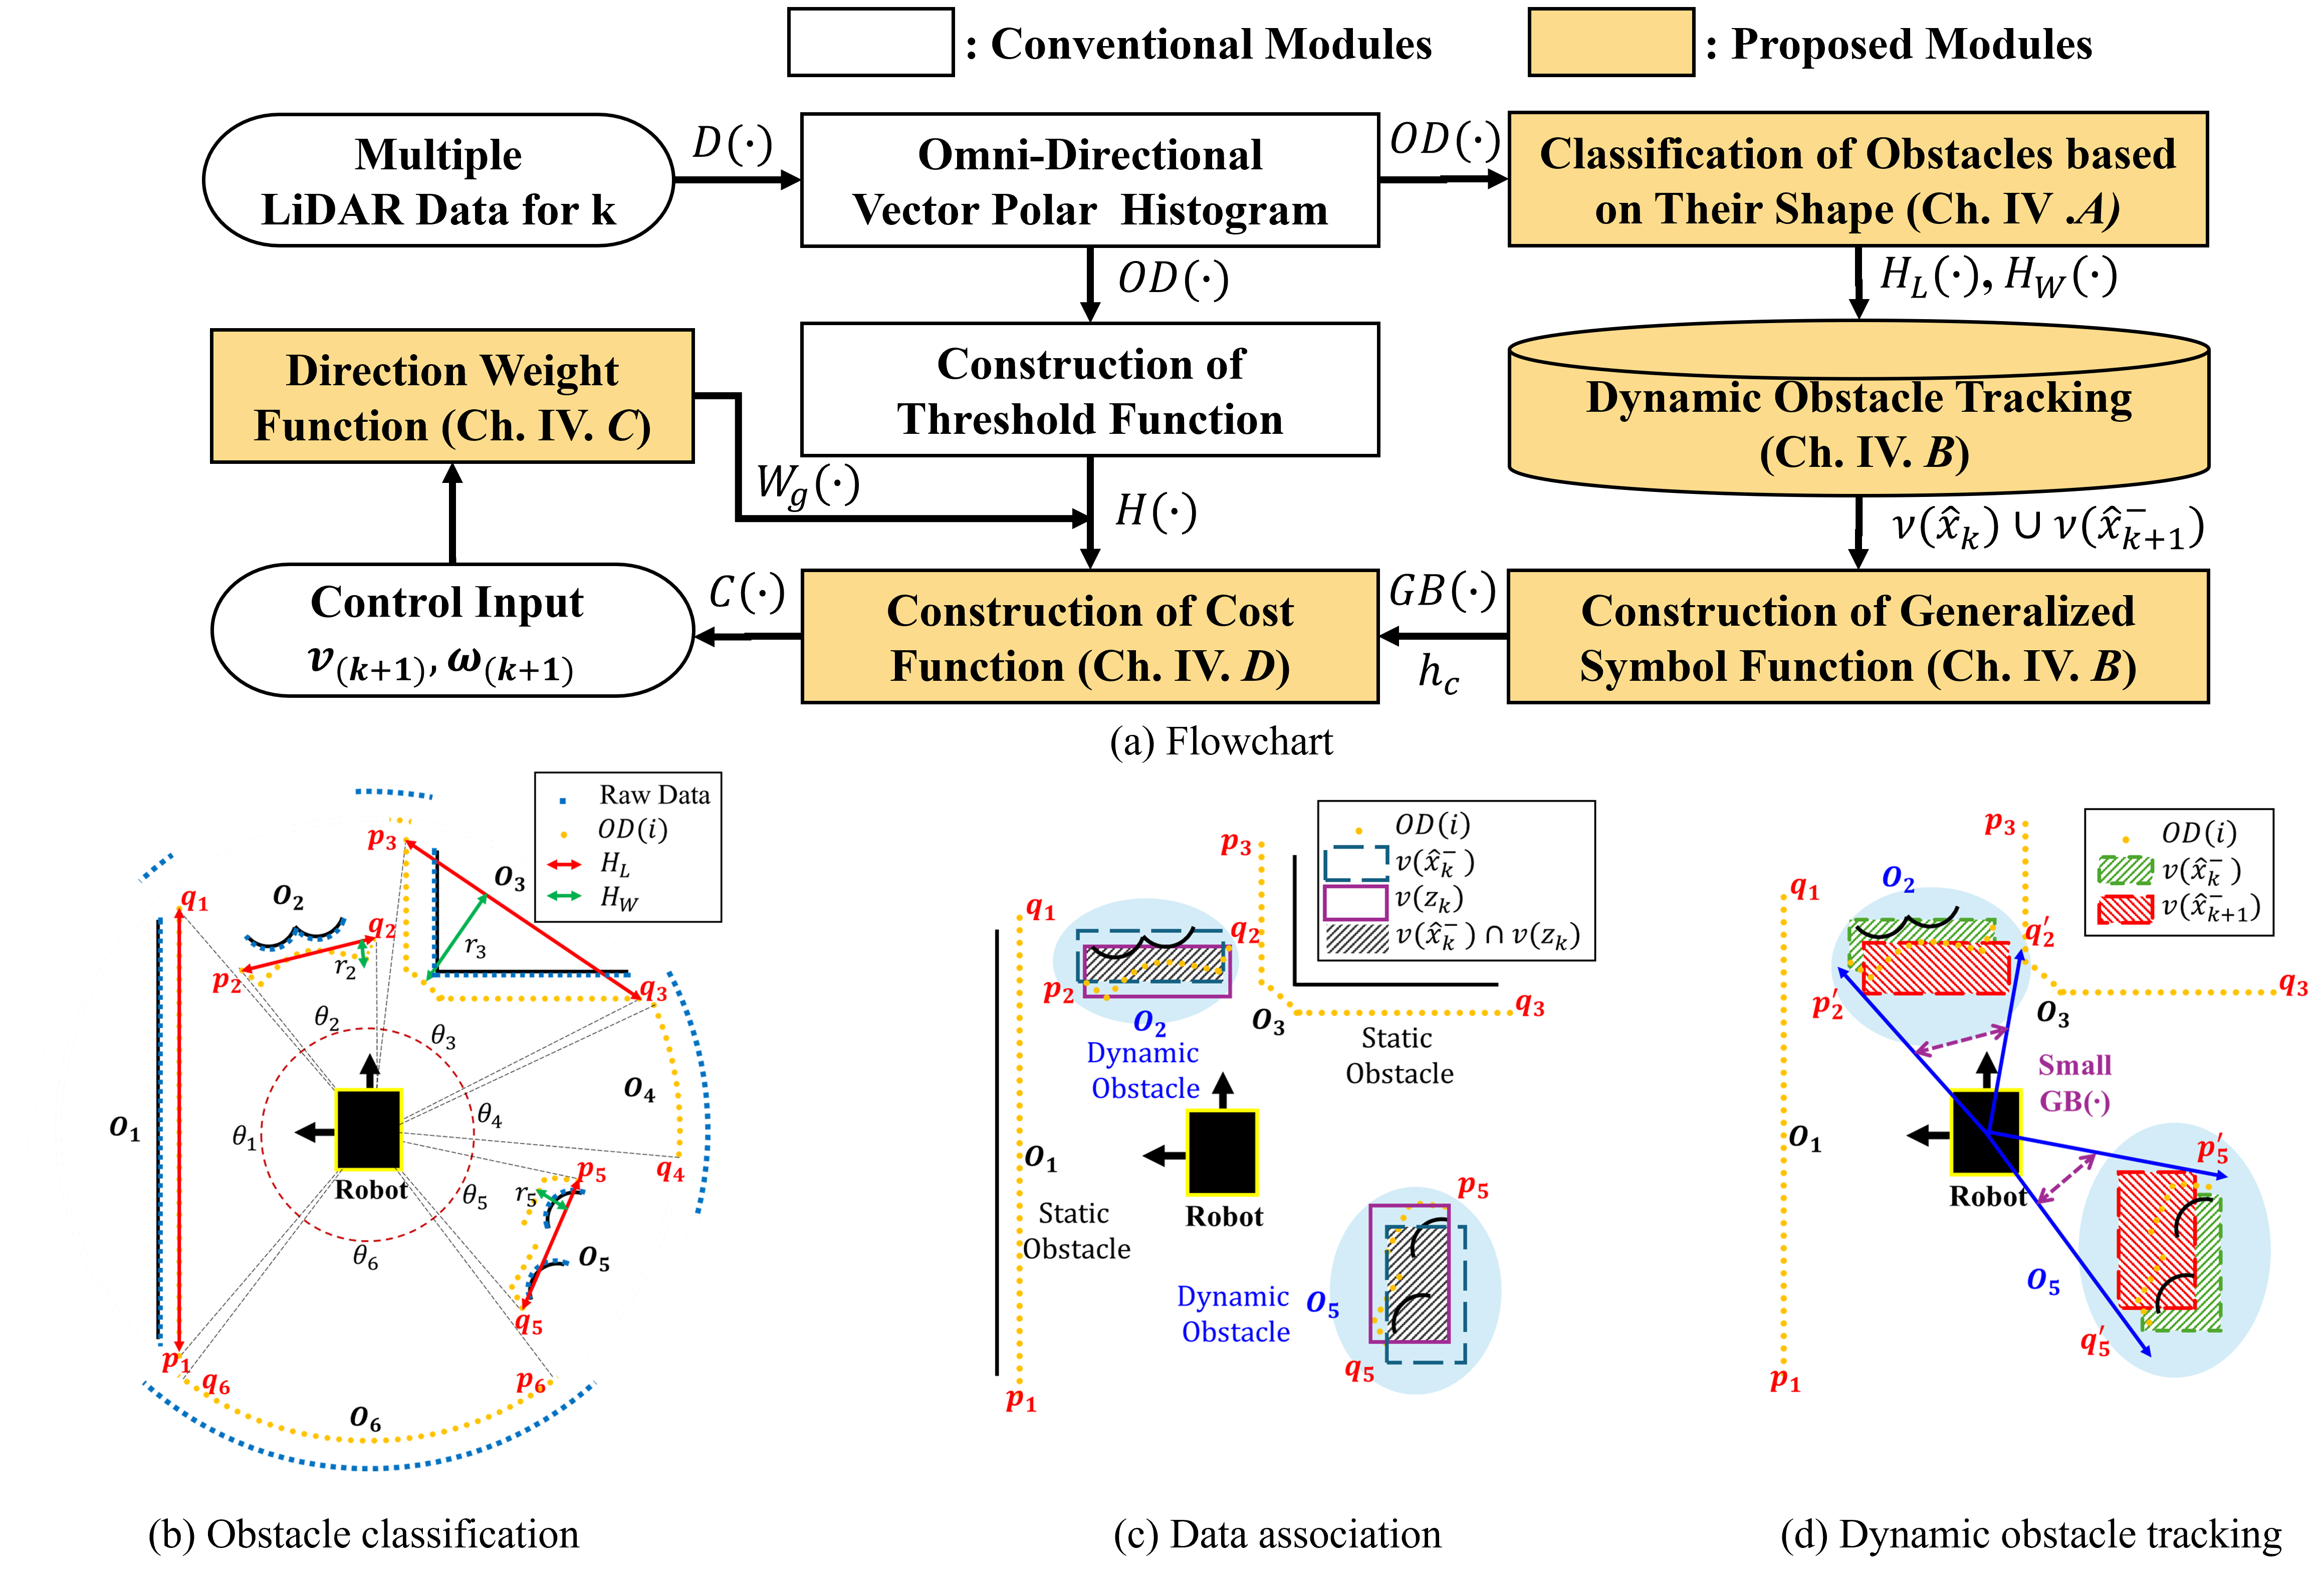 : Conventional Modules
: Proposed Modules
Multiple
LiDAR Data for k
D(·)
Omni-Directional
Vector Polar Histogram
OD(·)
Classification of Obstacles based
on Their Shape (Ch. IV .A)
OD(·)
H_L(·), H_W(·)
Direction Weight
Function (Ch. IV. C)
Construction of
Threshold Function
Dynamic Obstacle Tracking
(Ch. IV. B)
W_g(·)
H(·)
ν(x̂_k) ∪ ν(x̂⁻_{k+1})
Control Input
v_(k+1), ω_(k+1)
C(·)
Construction of Cost
Function (Ch. IV. D)
GB(·)
h_c
Construction of Generalized
Symbol Function (Ch. IV. B)
(a) Flowchart
Raw Data
OD(i)
H_L
H_W
p₃
q₁
O₂
O₃
q₂
r₂
r₃
p₂
q₃
θ₂
θ₃
O₁
θ₁
θ₄
O₄
Robot
p₅
q₄
r₅
θ₅
θ₆
O₅
q₅
p₁
q₆
p₆
O₆
(b) Obstacle classification
OD(i)
v(x̂⁻_k)
v(z_k)
v(x̂⁻_k) ∩ v(z_k)
p₃
q₁
q₂
p₂
O₂
O₃
q₃
Dynamic
Obstacle
Static
Obstacle
O₁
Robot
Static
Obstacle
p₅
Dynamic
Obstacle
O₅
q₅
p₁
(c) Data association
OD(i)
v(x̂⁻_k)
v(x̂⁻_{k+1})
p₃
q₁
O₂
q′₂
q₃
p′₂
O₃
Small
GB(·)
O₁
Robot
p′₅
O₅
q′₅
p₁
(d) Dynamic obstacle tracking